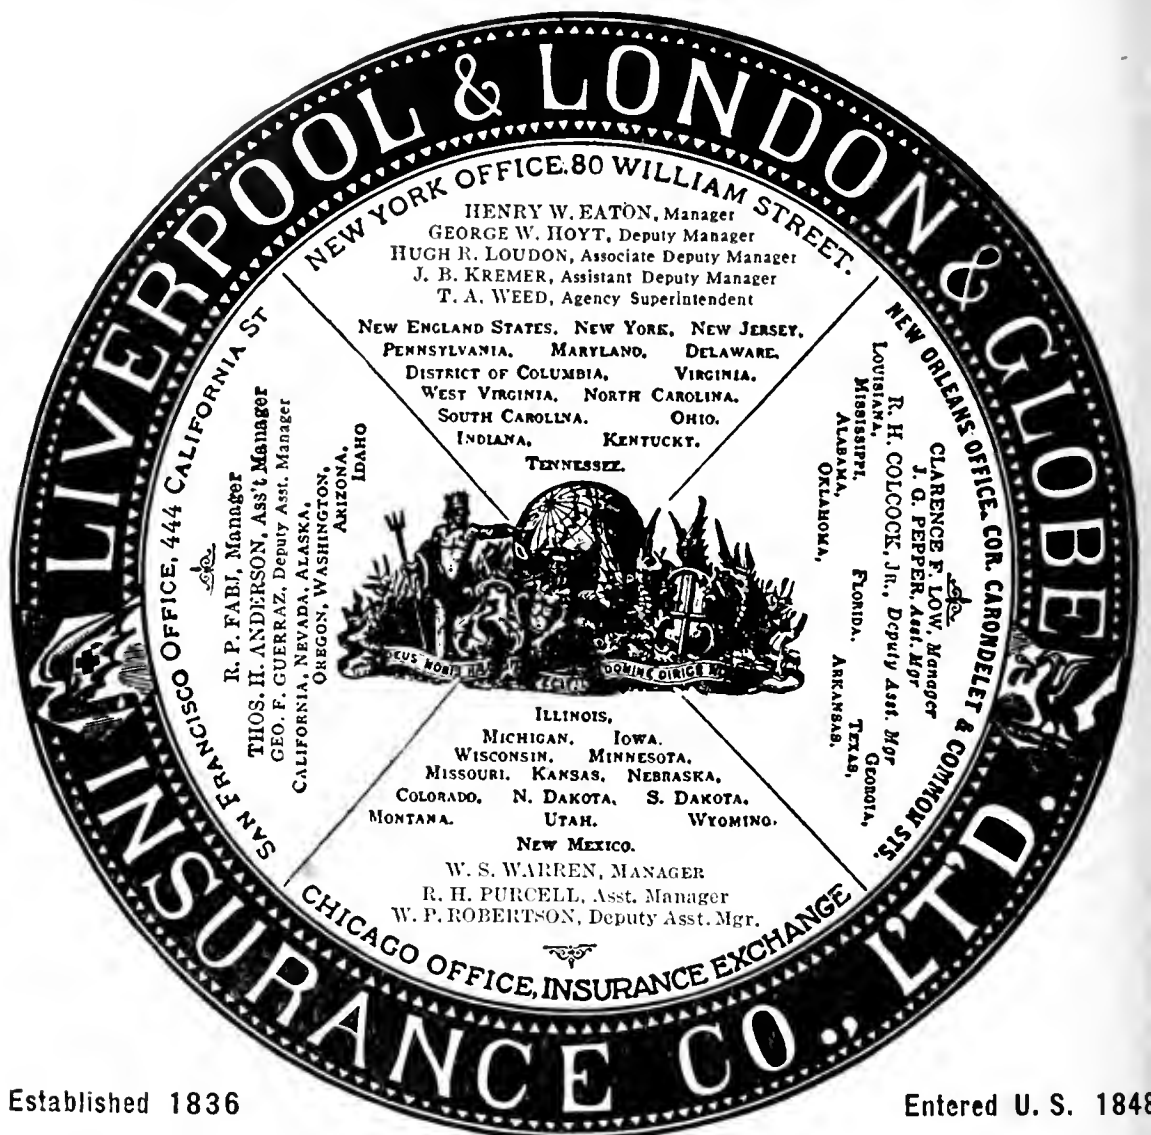 LIVERPOOL & LONDON & GLOBE
INSURANCE CO., L'T'D.
NEW YORK OFFICE. 80 WILLIAM STREET.
HENRY W. EATON, Manager
GEORGE W. HOYT, Deputy Manager
HUGH R. LOUDON, Associate Deputy Manager
J. B. KREMER, Assistant Deputy Manager
T. A. WEED, Agency Superintendent
NEW ENGLAND STATES, NEW YORK, NEW JERSEY,
PENNSYLVANIA, MARYLAND, DELAWARE,
DISTRICT OF COLUMBIA, VIRGINIA,
WEST VIRGINIA, NORTH CAROLINA,
SOUTH CAROLINA, OHIO,
INDIANA, KENTUCKY,
TENNESSEE.
SAN FRANCISCO OFFICE, 444 CALIFORNIA ST
R. P. FABJ, Manager
THOS. H. ANDERSON, Ass't Manager
GEO. F. GUERRAZ, Deputy Asst. Manager
CALIFORNIA, NEVADA, ALASKA,
OREGON, WASHINGTON,
ARIZONA,
IDAHO
NEW ORLEANS OFFICE, COR. CARONDELET & COMMOW STS.
CLARENCE F. LOW, Manager
J. G. PEPPER, Asst. Mgr
R. H. COLCOCK, JR., Deputy Asst. Mgr
LOUISIANA, GEORGIA,
MISSISSIPPI, FLORIDA. TEXAS,
ALABAMA, ARKANSAS,
OKLAHOMA,
DEUS NOBIS DOMINE DIRIGE NOS
ILLINOIS,
MICHIGAN, IOWA.
WISCONSIN, MINNESOTA,
MISSOURI, KANSAS, NEBRASKA,
COLORADO, N. DAKOTA, S. DAKOTA,
MONTANA, UTAH, WYOMING.
NEW MEXICO.
W. S. WARREN, MANAGER
R. H. PURCELL, Asst. Manager
W. P. ROBERTSON, Deputy Asst. Mgr.
CHICAGO OFFICE, INSURANCE EXCHANGE
Established 1836
Entered U. S. 1848